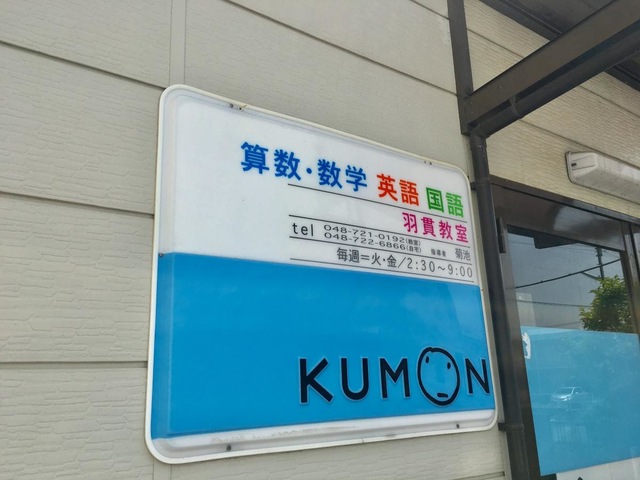 算数・数学 英語 国語
羽貫教室
tel 048-721-0192(教室)
048-722-6866(自宅) 指導者 菊池
毎週=火・金/2:30〜9:00
KUMON